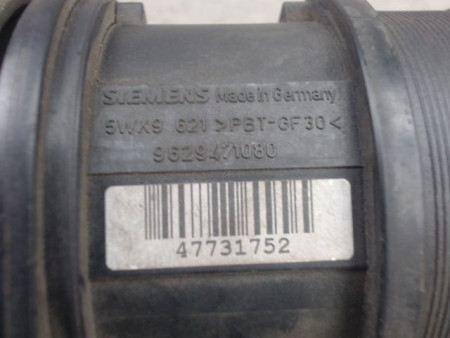 SIEMENS Made in Germany
5WK9 621 >PBT-GF30<
9629471080
47731752